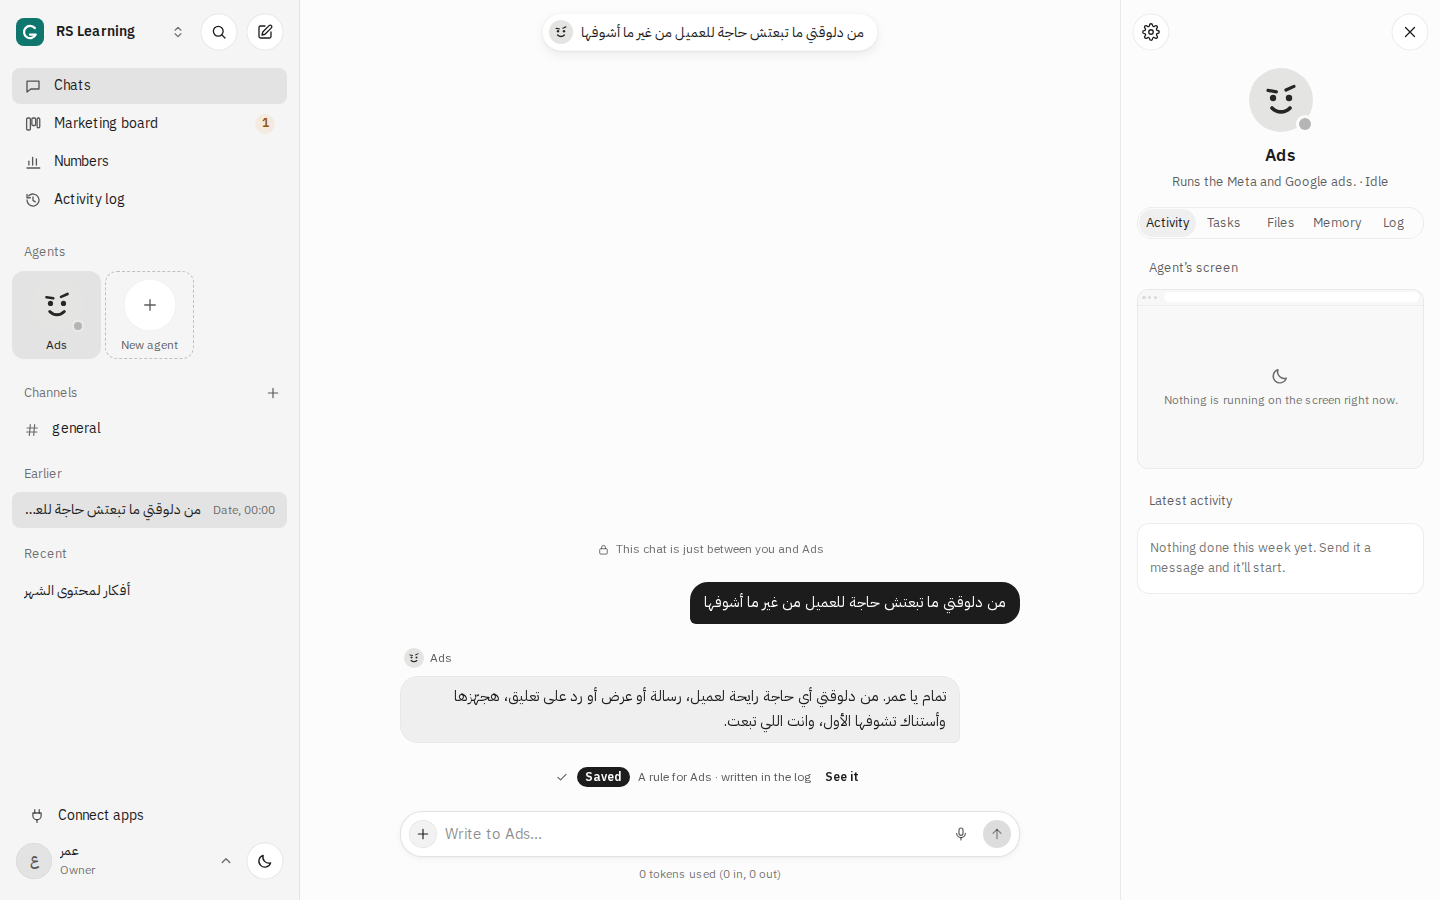 RS Learning
Chats
Marketing board
1
Numbers
Activity log
Agents
Ads
New agent
Channels
general
Earlier
من دلوقتي ما تبعتش حاجة للعـ...
Date, 00:00
Recent
أفكار لمحتوى الشهر
Connect apps
ع
عمر
Owner
من دلوقتي ما تبعتش حاجة للعميل من غير ما أشوفها
This chat is just between you and Ads
من دلوقتي ما تبعتش حاجة للعميل من غير ما أشوفها
Ads
تمام يا عمر. من دلوقتي أي حاجة رايحة لعميل، رسالة أو عرض أو رد على تعليق، هجهّزها
وأستناك تشوفها الأول، وانت اللي تبعت.
Saved A rule for Ads · written in the log See it
Write to Ads...
0 tokens used (0 in, 0 out)
Ads
Runs the Meta and Google ads. · Idle
Activity Tasks Files Memory Log
Agent's screen
Nothing is running on the screen right now.
Latest activity
Nothing done this week yet. Send it a
message and it'll start.